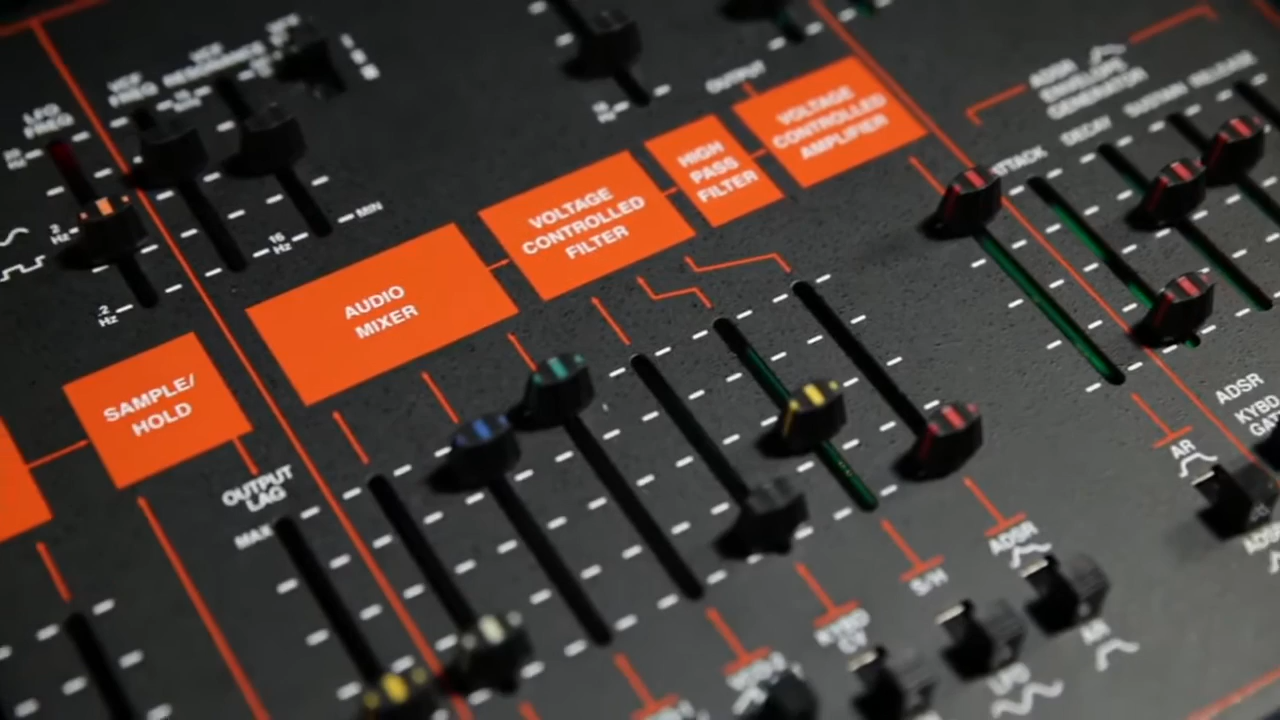 LFO
FREQ
20
Hz
2
Hz
.2
Hz
VCF
FREQ
VCF
RESONANCE
16
Hz
MIN
OUTPUT
VOLTAGE
CONTROLLED
AMPLIFIER
HIGH
PASS
FILTER
VOLTAGE
CONTROLLED
FILTER
AUDIO
MIXER
SAMPLE/
HOLD
OUTPUT
LAG
MAX
ADSR
ENVELOPE
GENERATOR
ATTACK
DECAY
SUSTAIN
RELEASE
ADSR
KYBD
AR
ADSR
S/H
KYBD
CV
AR
LFO